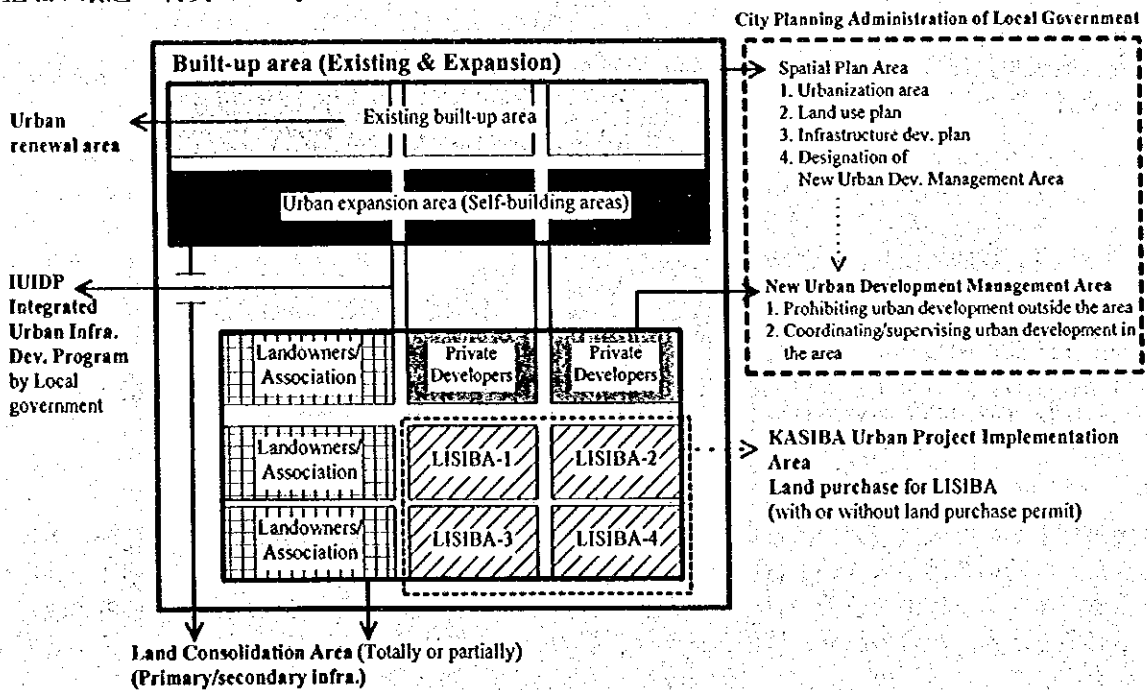 City Planning Administration of Local Government
Built-up area (Existing & Expansion)
Spatial Plan Area
1. Urbanization area
2. Land use plan
3. Infrastructure dev. plan
4. Designation of
New Urban Dev. Management Area
Urban
renewal area
Existing built-up area
Urban expansion area (Self-building areas)
IUIDP
Integrated
Urban Infra.
Dev. Program
by Local
government
New Urban Development Management Area
1. Prohibiting urban development outside the area
2. Coordinating/supervising urban development in
the area
Landowners/
Association
Private
Developers
Private
Developers
Landowners/
Association
LISIBA-1
LISIBA-2
KASIBA Urban Project Implementation
Area
Land purchase for LISIBA
(with or without land purchase permit)
Landowners/
Association
LISIBA-3
LISIBA-4
Land Consolidation Area (Totally or partially)
(Primary/secondary infra.)